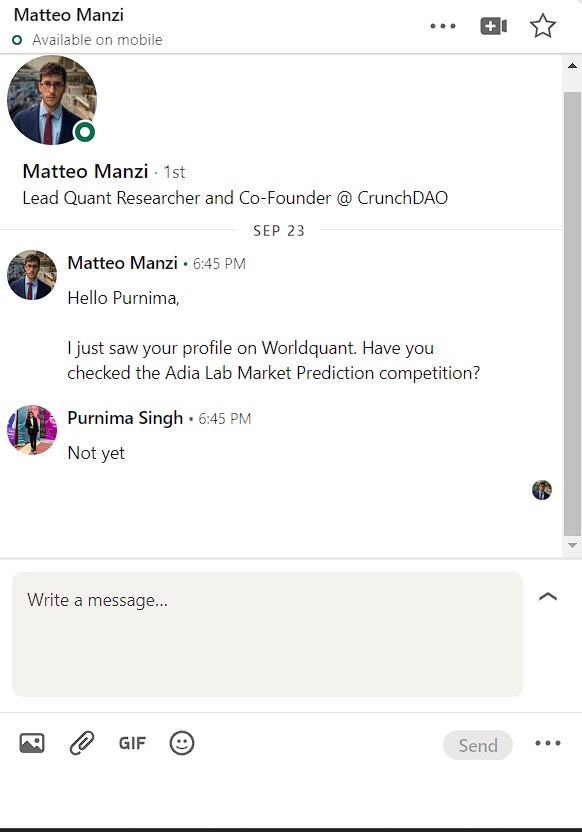 Matteo Manzi
Available on mobile
Matteo Manzi · 1st
Lead Quant Researcher and Co-Founder @ CrunchDAO
SEP 23
Matteo Manzi • 6:45 PM
Hello Purnima,
I just saw your profile on Worldquant. Have you
checked the Adia Lab Market Prediction competition?
Purnima Singh • 6:45 PM
Not yet
Write a message...
GIF
Send